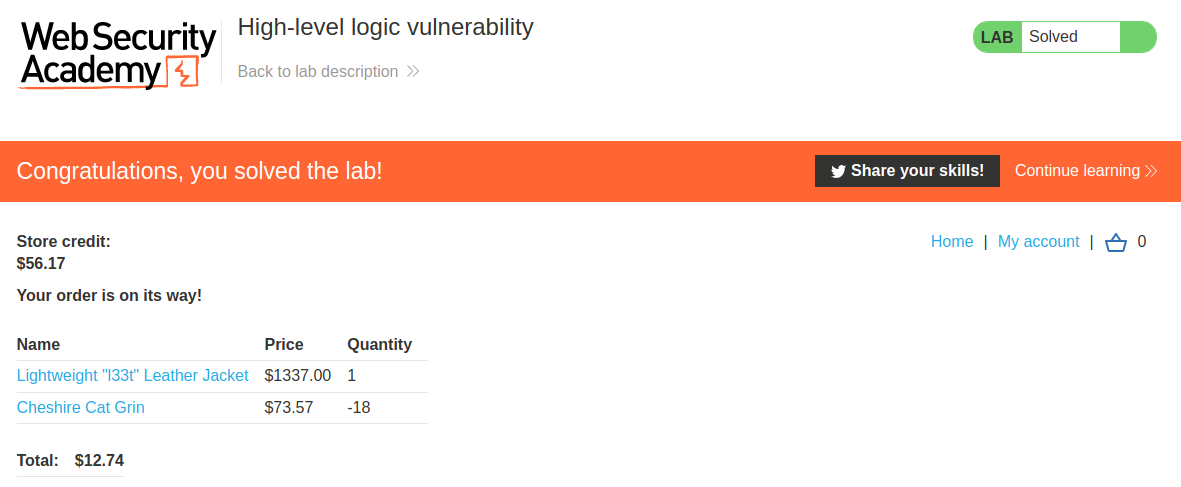 Web Security
Academy
High-level logic vulnerability
Back to lab description
LAB Solved
Congratulations, you solved the lab!
Share your skills!
Continue learning
Store credit:
$56.17
Home | My account | 0
Your order is on its way!
Name Price Quantity
Lightweight "l33t" Leather Jacket $1337.00 1
Cheshire Cat Grin $73.57 -18
Total: $12.74